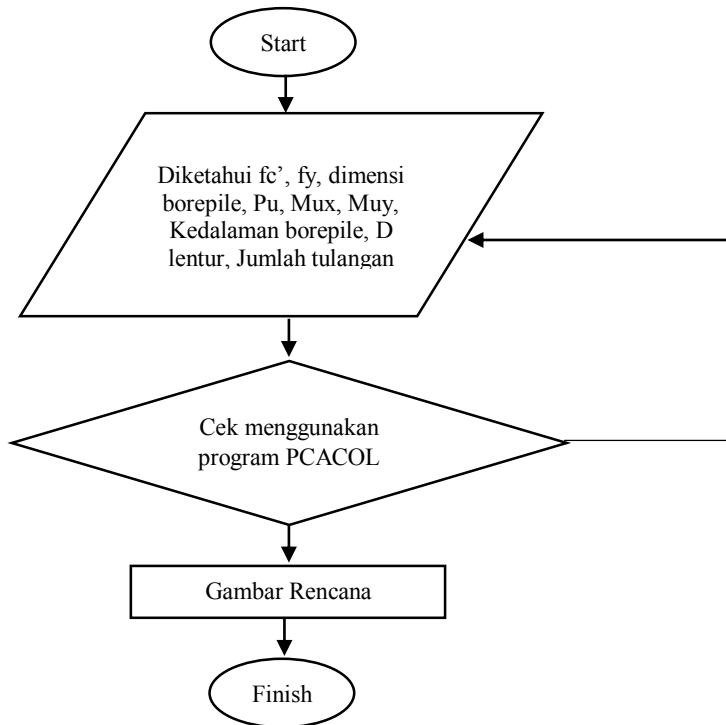 Start
Diketahui fc’, fy, dimensi
borepile, Pu, Mux, Muy,
Kedalaman borepile, D
lentur, Jumlah tulangan
Cek menggunakan
program PCACOL
Gambar Rencana
Finish